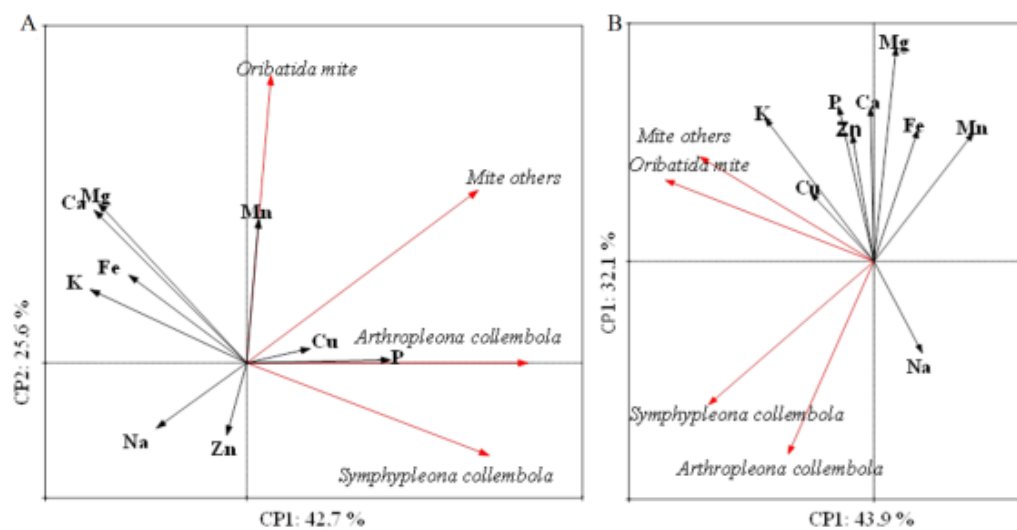 A
Oribatida mite
Mite others
Ca
Mg
Mn
Fe
K
Cu
Arthropleona collembola
P
Na
Zn
Symphypleona collembola
CP2: 25.6 %
CP1: 42.7 %
B
Mg
P
Ca
K
Zn
Fe
Mn
Mite others
Oribatida mite
Cu
Na
Symphypleona collembola
Arthropleona collembola
CP1: 32.1 %
CP1: 43.9 %